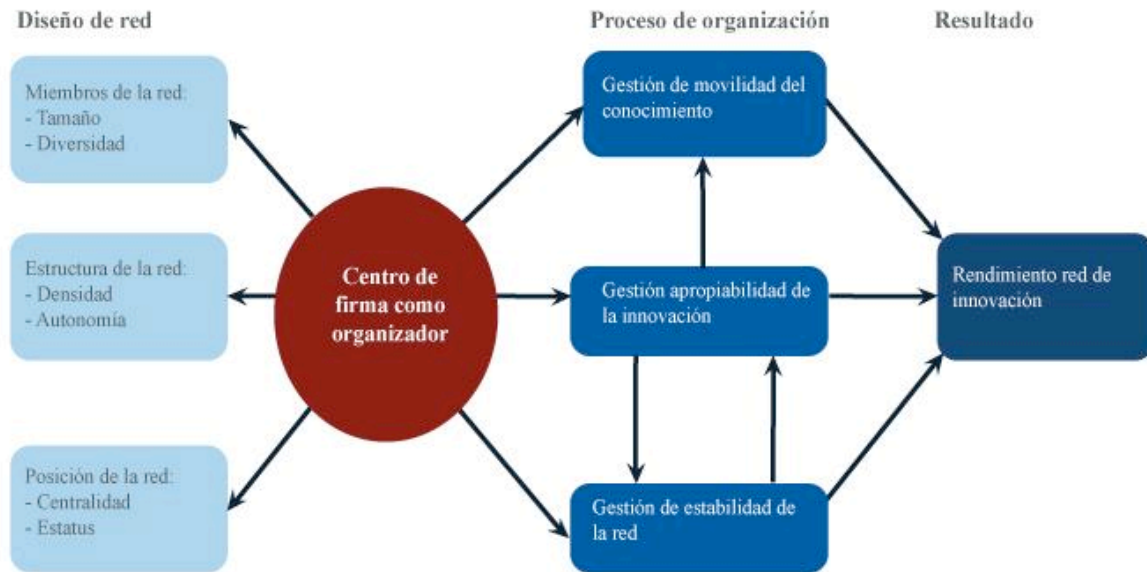 Diseño de red
Proceso de organización
Resultado
Miembros de la red:
- Tamaño
- Diversidad
Estructura de la red:
- Densidad
- Autonomía
Posición de la red:
- Centralidad
- Estatus
Centro de
firma como
organizador
Gestión de movilidad del
conocimiento
Gestión apropiabilidad de
la innovación
Gestión de estabilidad de
la red
Rendimiento red de
innovación